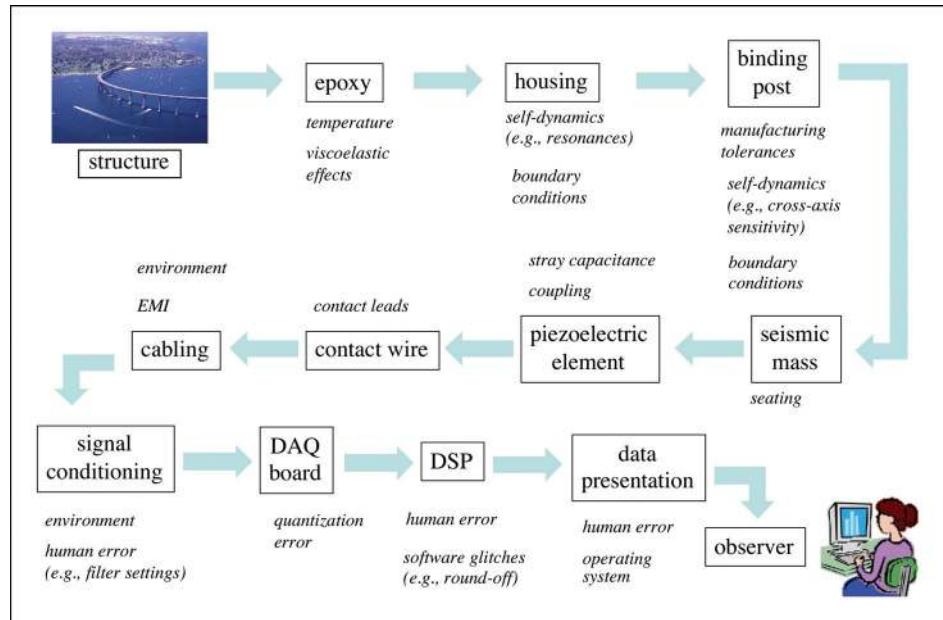 structure
epoxy
temperature
viscoelastic
effects
housing
self-dynamics
(e.g., resonances)
boundary
conditions
binding
post
manufacturing
tolerances
self-dynamics
(e.g., cross-axis
sensitivity)
boundary
conditions
seismic
mass
seating
stray capacitance
coupling
piezoelectric
element
contact leads
contact wire
environment
EMI
cabling
signal
conditioning
environment
human error
(e.g., filter settings)
DAQ
board
quantization
error
DSP
human error
software glitches
(e.g., round-off)
data
presentation
human error
operating
system
observer